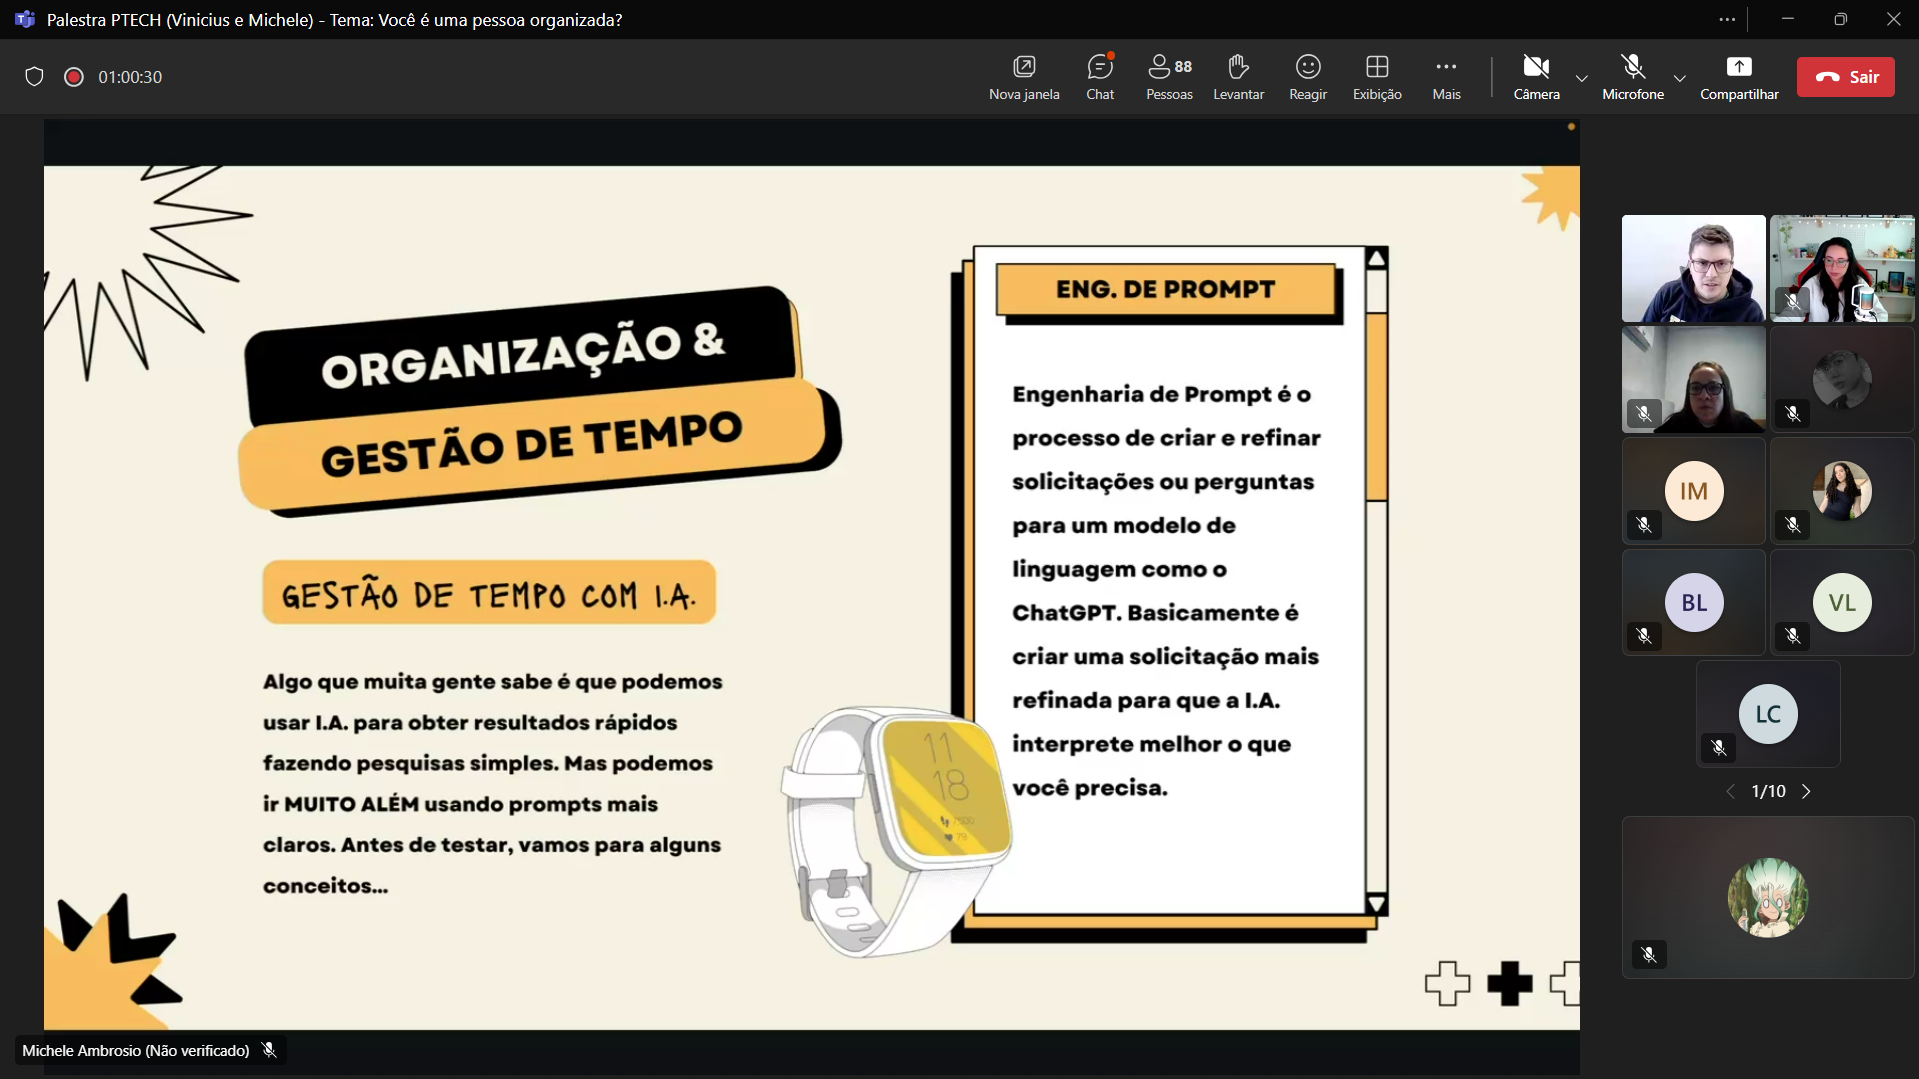 Palestra PTECH (Vinicius e Michele) - Tema: Você é uma pessoa organizada?
01:00:30
Nova janela
Chat
88
Pessoas
Levantar
Reagir
Exibição
Mais
Câmera
Microfone
Compartilhar
Sair
ORGANIZAÇÃO &
GESTÃO DE TEMPO
GESTÃO DE TEMPO COM I.A.
Algo que muita gente sabe é que podemos
usar I.A. para obter resultados rápidos
fazendo pesquisas simples. Mas podemos
ir MUITO ALÉM usando prompts mais
claros. Antes de testar, vamos para alguns
conceitos...
11
18
79
ENG. DE PROMPT
Engenharia de Prompt é o
processo de criar e refinar
solicitações ou perguntas
para um modelo de
linguagem como o
ChatGPT. Basicamente é
criar uma solicitação mais
refinada para que a I.A.
interprete melhor o que
você precisa.
IM
BL
VL
LC
1/10
Michele Ambrosio (Não verificado)